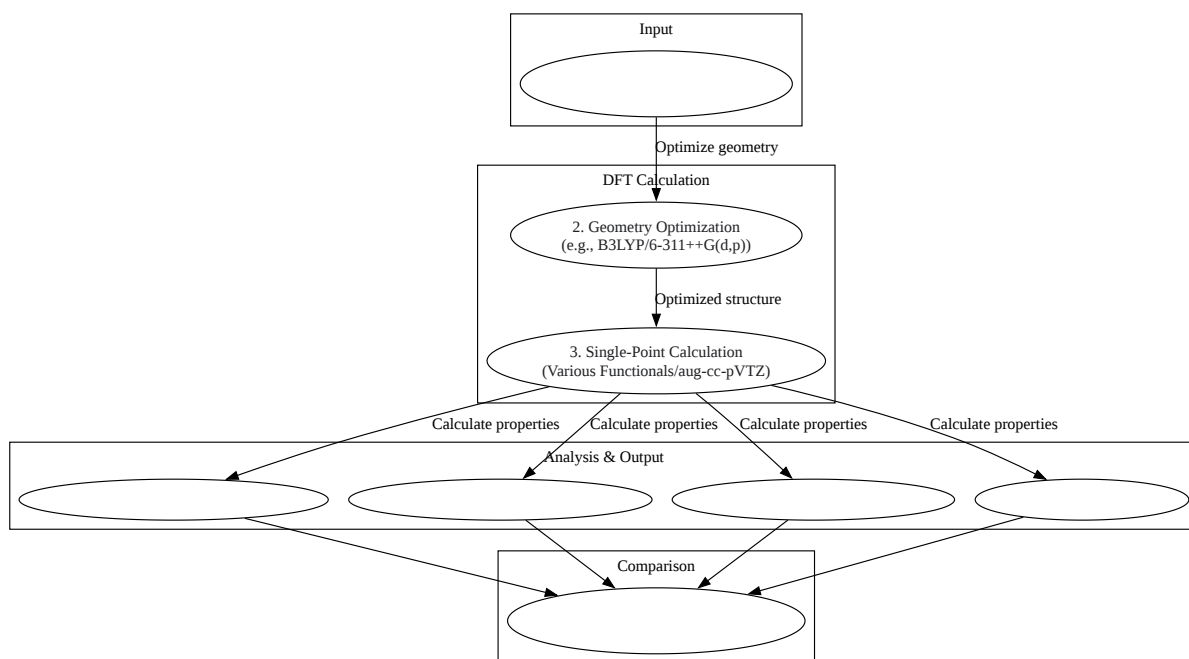 Input
Optimize geometry
DFT Calculation
2. Geometry Optimization
(e.g., B3LYP/6-311++G(d,p))
Optimized structure
3. Single-Point Calculation
(Various Functionals/aug-cc-pVTZ)
Calculate properties
Calculate properties
Calculate properties
Calculate properties
Analysis & Output
Comparison